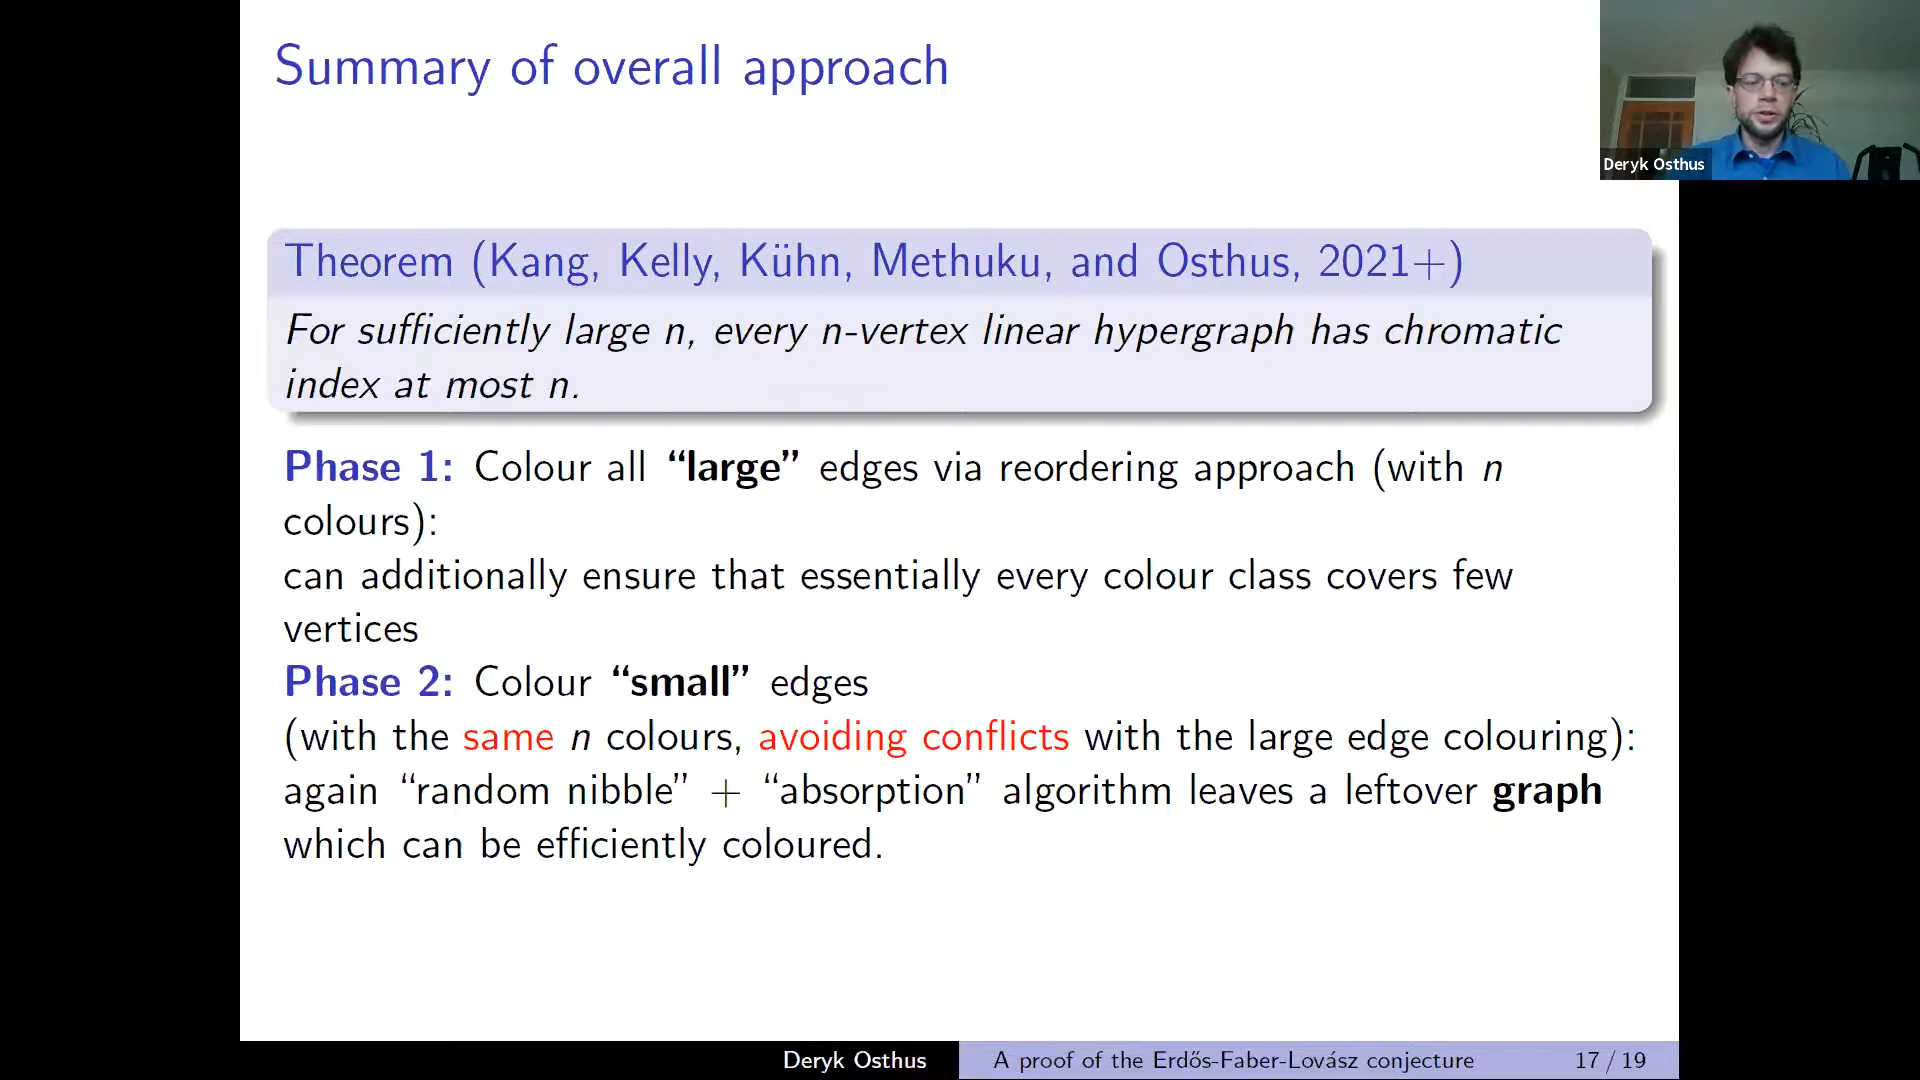 Summary of overall approach
Deryk Osthus
Theorem (Kang, Kelly, Kühn, Methuku, and Osthus, 2021+)
For sufficiently large n, every n-vertex linear hypergraph has chromatic
index at most n.
Phase 1: Colour all “large” edges via reordering approach (with n
colours):
can additionally ensure that essentially every colour class covers few
vertices
Phase 2: Colour “small” edges
(with the same n colours, avoiding conflicts with the large edge colouring):
again “random nibble” + “absorption” algorithm leaves a leftover graph
which can be efficiently coloured.
Deryk Osthus
A proof of the Erdős-Faber-Lovász conjecture
17 / 19